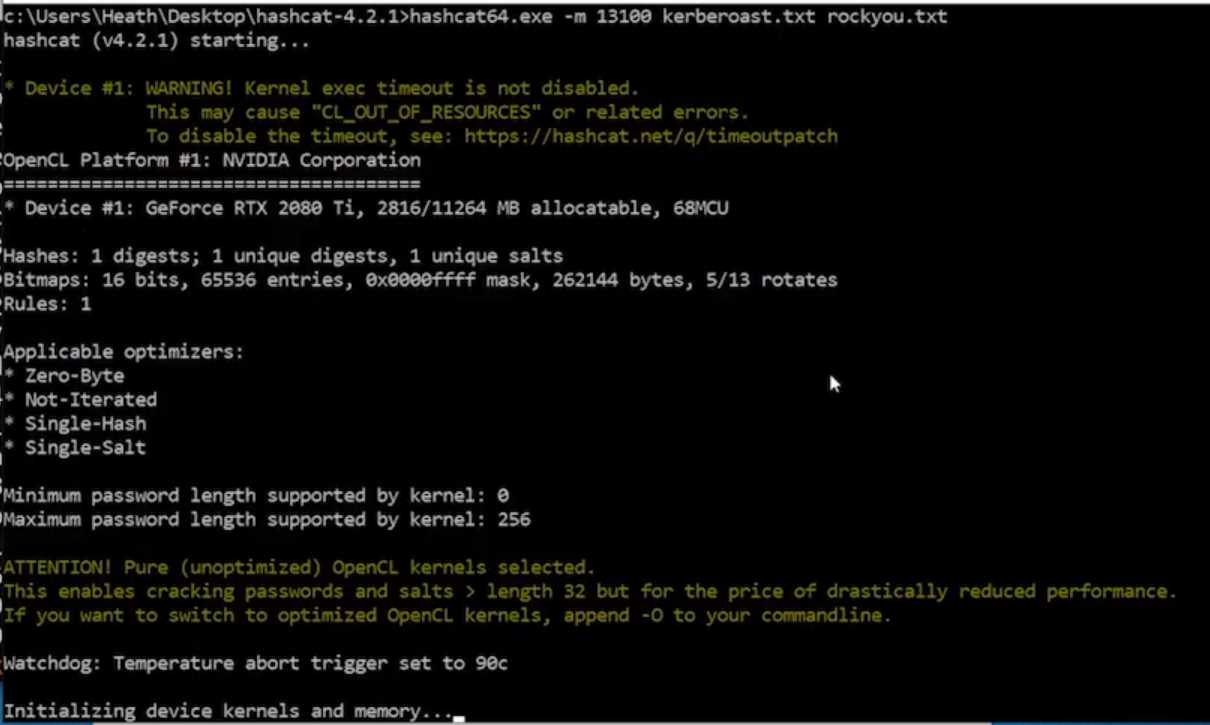 c:\Users\Heath\Desktop\hashcat-4.2.1>hashcat64.exe -m 13100 kerberoast.txt rockyou.txt
hashcat (v4.2.1) starting...
* Device #1: WARNING! Kernel exec timeout is not disabled.
This may cause "CL_OUT_OF_RESOURCES" or related errors.
To disable the timeout, see: https://hashcat.net/q/timeoutpatch
OpenCL Platform #1: NVIDIA Corporation
======================================
* Device #1: GeForce RTX 2080 Ti, 2816/11264 MB allocatable, 68MCU
Hashes: 1 digests; 1 unique digests, 1 unique salts
Bitmaps: 16 bits, 65536 entries, 0x0000ffff mask, 262144 bytes, 5/13 rotates
Rules: 1
Applicable optimizers:
* Zero-Byte
* Not-Iterated
* Single-Hash
* Single-Salt
Minimum password length supported by kernel: 0
Maximum password length supported by kernel: 256
ATTENTION! Pure (unoptimized) OpenCL kernels selected.
This enables cracking passwords and salts > length 32 but for the price of drastically reduced performance.
If you want to switch to optimized OpenCL kernels, append -O to your commandline.
Watchdog: Temperature abort trigger set to 90c
Initializing device kernels and memory...